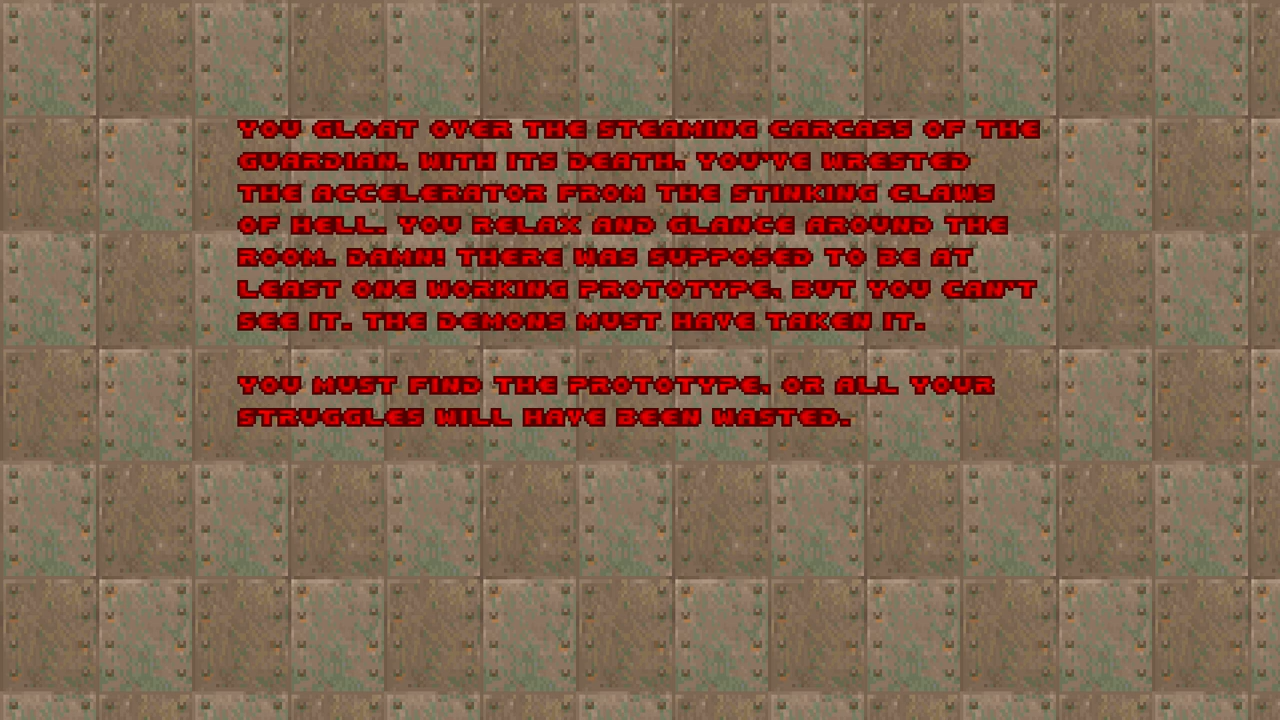 YOU GLOAT OVER THE STEAMING CARCASS OF THE
GUARDIAN. WITH ITS DEATH, YOU'VE WRESTED
THE ACCELERATOR FROM THE STINKING CLAWS
OF HELL. YOU RELAX AND GLANCE AROUND THE
ROOM. DAMN! THERE WAS SUPPOSED TO BE AT
LEAST ONE WORKING PROTOTYPE, BUT YOU CAN'T
SEE IT. THE DEMONS MUST HAVE TAKEN IT.
YOU MUST FIND THE PROTOTYPE, OR ALL YOUR
STRUGGLES WILL HAVE BEEN WASTED.